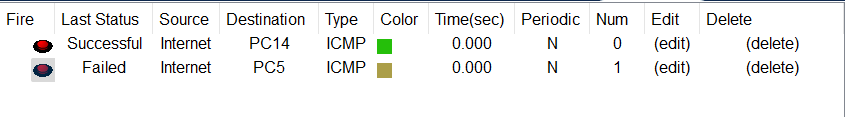 Fire Last Status Source Destination Type Color Time(sec) Periodic Num Edit Delete
Successful Internet PC14 ICMP 0.000 N 0 (edit) (delete)
Failed Internet PC5 ICMP 0.000 N 1 (edit) (delete)